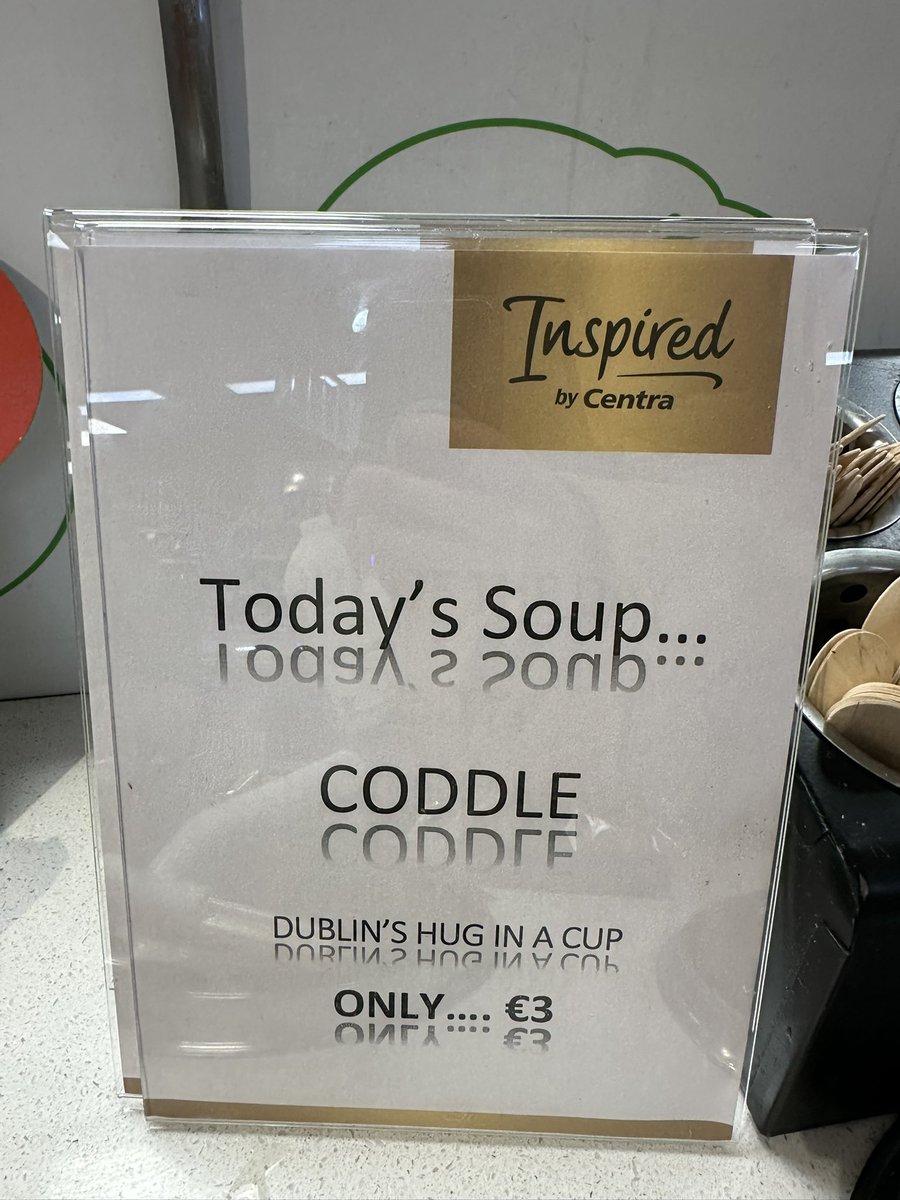 Inspired
by Centra
Today's Soup...
CODDLE
DUBLIN'S HUG IN A CUP
ONLY.... €3